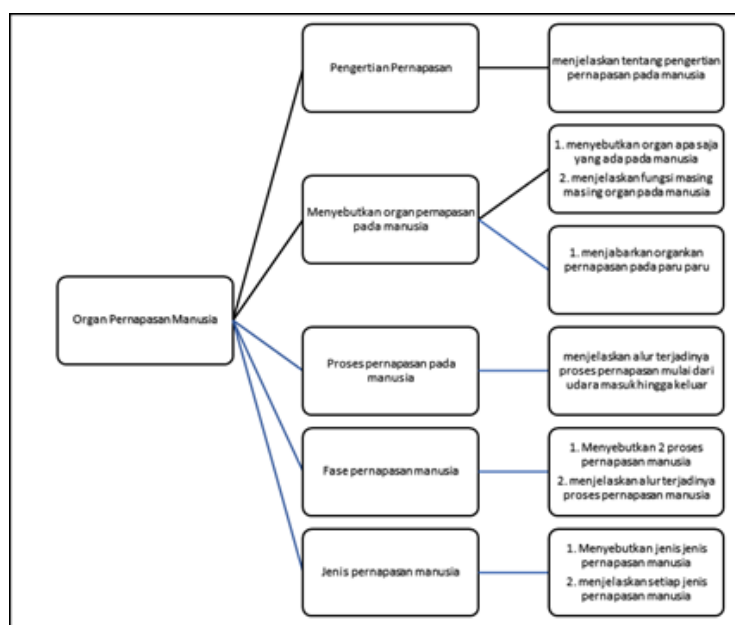 Pengertian Pernapasan
menjelaskan tentang pengertian
pernapasan pada manusia
Menyebutkan organ pernapasan
pada manusia
1. menyebutkan organ apa saja
yang ada pada manusia
2. menjelaskan fungsi masing
masing organ pada manusia
1. menjabarkan organkan
pernapasan pada paru paru
Organ Pernapasan Manusia
Proses pernapasan pada
manusia
menjelaskan alur terjadinya
proses pernapasan mulai dari
udara masuk hingga keluar
Fase pernapasan manusia
1. Menyebutkan 2 proses
pernapasan manusia
2. menjelaskan alur terjadinya
proses pernapasan manusia
Jenis pernapasan manusia
1. Menyebutkan jenis jenis
pernapasan manusia
2. menjelaskan setiap jenis
pernapasan manusia